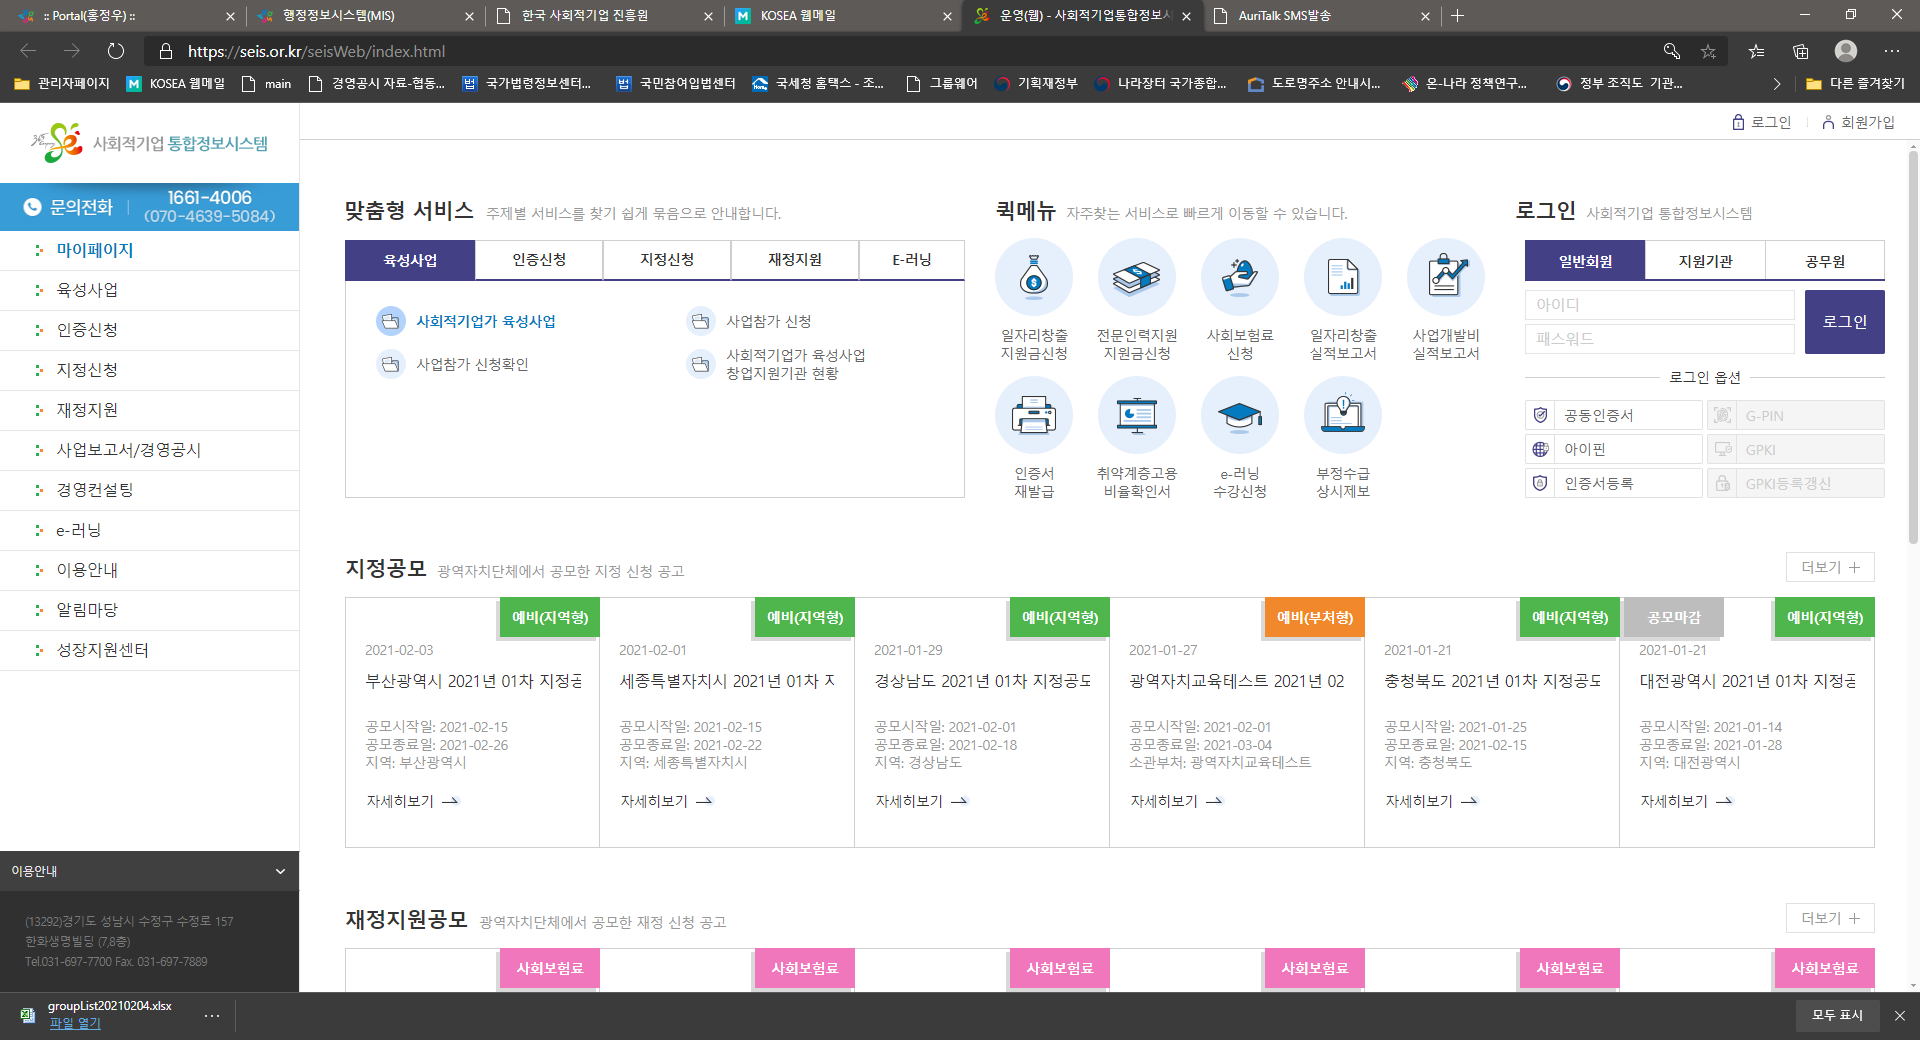 :: Portal(홍정우) ::
행정정보시스템(MIS)
한국 사회적기업 진흥원
KOSEA 웹메일
운영(웹) - 사회적기업통합정보시
AuriTalk SMS발송
https://seis.or.kr/seisWeb/index.html
관리자페이지
KOSEA 웹메일
main
경영공시 자료-협동...
국가법령정보센터...
국민참여입법센터
국세청 홈택스 - 조...
그룹웨어
기획재정부
나라장터 국가종합...
도로명주소 안내시...
온-나라 정책연구...
정부 조직도 기관...
다른 즐겨찾기
사회적기업 통합정보시스템
로그인
회원가입
문의전화
1661-4006
(070-4639-5084)
마이페이지
육성사업
인증신청
지정신청
재정지원
사업보고서/경영공시
경영컨설팅
e-러닝
이용안내
알림마당
성장지원센터
이용안내
(13292)경기도 성남시 수정구 수정로 157
한화생명빌딩 (7,8층)
Tel.031-697-7700 Fax. 031-697-7889
맞춤형 서비스 주제별 서비스를 찾기 쉽게 묶음으로 안내합니다.
육성사업 인증신청 지정신청 재정지원 E-러닝
사회적기업가 육성사업
사업참가 신청
사업참가 신청확인
사회적기업가 육성사업
창업지원기관 현황
퀵메뉴 자주찾는 서비스로 빠르게 이동할 수 있습니다.
일자리창출
지원금신청
전문인력지원
지원금신청
사회보험료
신청
일자리창출
실적보고서
사업개발비
실적보고서
인증서
재발급
취약계층고용
비율확인서
e-러닝
수강신청
부정수급
상시제보
로그인 사회적기업 통합정보시스템
일반회원 지원기관 공무원
아이디
패스워드
로그인
로그인 옵션
공동인증서
G-PIN
아이핀
GPKI
인증서등록
GPKI등록갱신
지정공모 광역자치단체에서 공모한 지정 신청 공고
더보기 +
예비(지역형)
2021-02-03
부산광역시 2021년 01차 지정공
공모시작일: 2021-02-15
공모종료일: 2021-02-26
지역: 부산광역시
자세히보기
예비(지역형)
2021-02-01
세종특별자치시 2021년 01차 지
공모시작일: 2021-02-15
공모종료일: 2021-02-22
지역: 세종특별자치시
자세히보기
예비(지역형)
2021-01-29
경상남도 2021년 01차 지정공모
공모시작일: 2021-02-01
공모종료일: 2021-02-18
지역: 경상남도
자세히보기
예비(부처형)
2021-01-27
광역자치교육테스트 2021년 02
공모시작일: 2021-02-01
공모종료일: 2021-03-04
소관부처: 광역자치교육테스트
자세히보기
예비(지역형)
2021-01-21
충청북도 2021년 01차 지정공모
공모시작일: 2021-01-25
공모종료일: 2021-02-15
지역: 충청북도
자세히보기
공모마감
예비(지역형)
2021-01-21
대전광역시 2021년 01차 지정공
공모시작일: 2021-01-14
공모종료일: 2021-01-28
지역: 대전광역시
자세히보기
재정지원공모 광역자치단체에서 공모한 재정 신청 공고
더보기 +
사회보험료
사회보험료
사회보험료
사회보험료
사회보험료
사회보험료
groupList20210204.xlsx
파일 열기
모두 표시